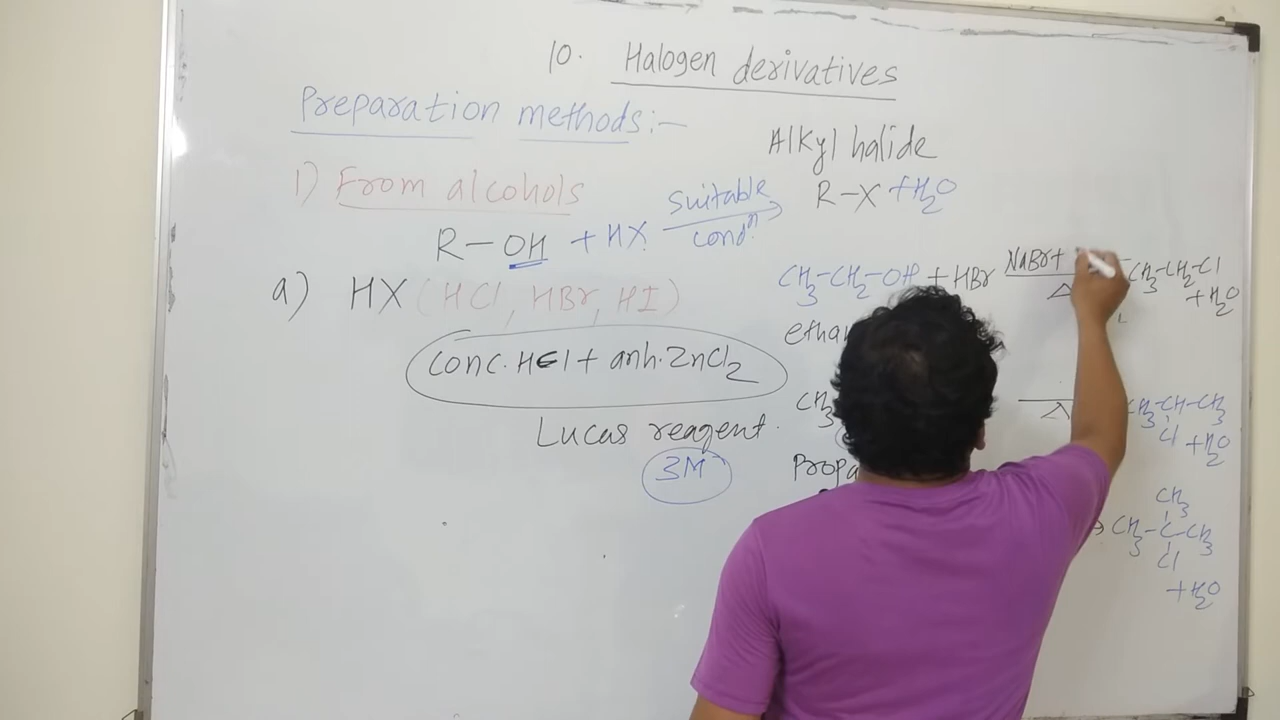 10. Halogen derivatives
Preparation methods:-
Alkyl halide
1) From alcohols
R-OH + HX suitable condⁿ. R-X + H₂O
a) HX (HCl, HBr, HI)
CH₃-CH₂-OH + HBr NaBr+ Δ CH₃-CH₂-Cl
+H₂O
conc. HCl + anh. ZnCl₂
CH₃
Δ CH₃-CH-CH₃
Cl +H₂O
Lucas reagent.
3M
CH₃
CH₃-C-CH₃
Cl
+H₂O